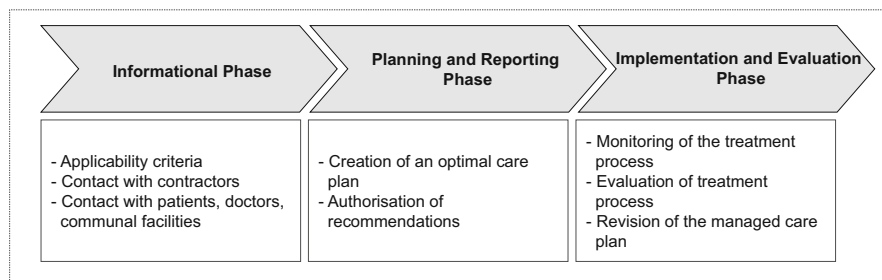 Informational Phase
Planning and Reporting
Phase
Implementation and Evaluation
Phase
- Applicability criteria
- Contact with contractors
- Contact with patients, doctors,
communal facilities
- Creation of an optimal care
plan
- Authorisation of
recommendations
- Monitoring of the treatment
process
- Evaluation of treatment
process
- Revision of the managed care
plan